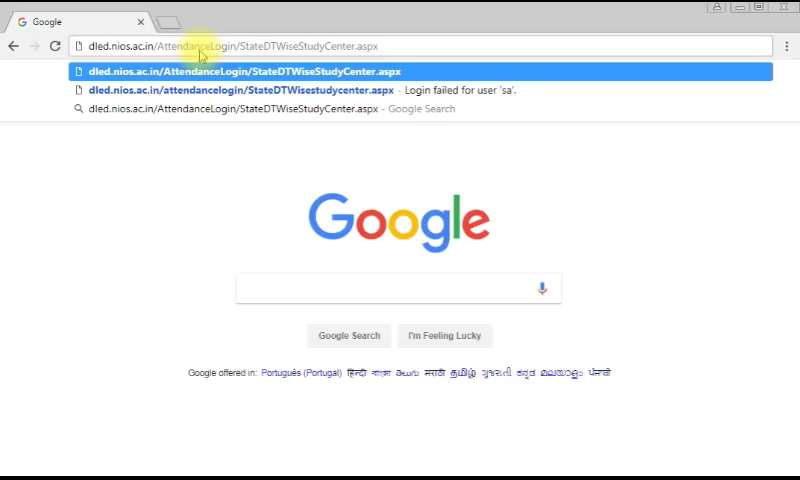 Google
dled.nios.ac.in/AttendanceLogin/StateDTWiseStudyCenter.aspx
dled.nios.ac.in/AttendanceLogin/StateDTWiseStudyCenter.aspx
dled.nios.ac.in/attendancelogin/StateDTWisestudycenter.aspx - Login failed for user 'sa'.
dled.nios.ac.in/AttendanceLogin/StateDTWiseStudyCenter.aspx - Google Search
Google
Google Search I'm Feeling Lucky
Google offered in: Português (Portugal) हिन्दी বাংলা తెలుగు मराठी தமிழ் ગુજરાતી ಕನ್ನಡ മലയാളം ਪੰਜਾਬੀ